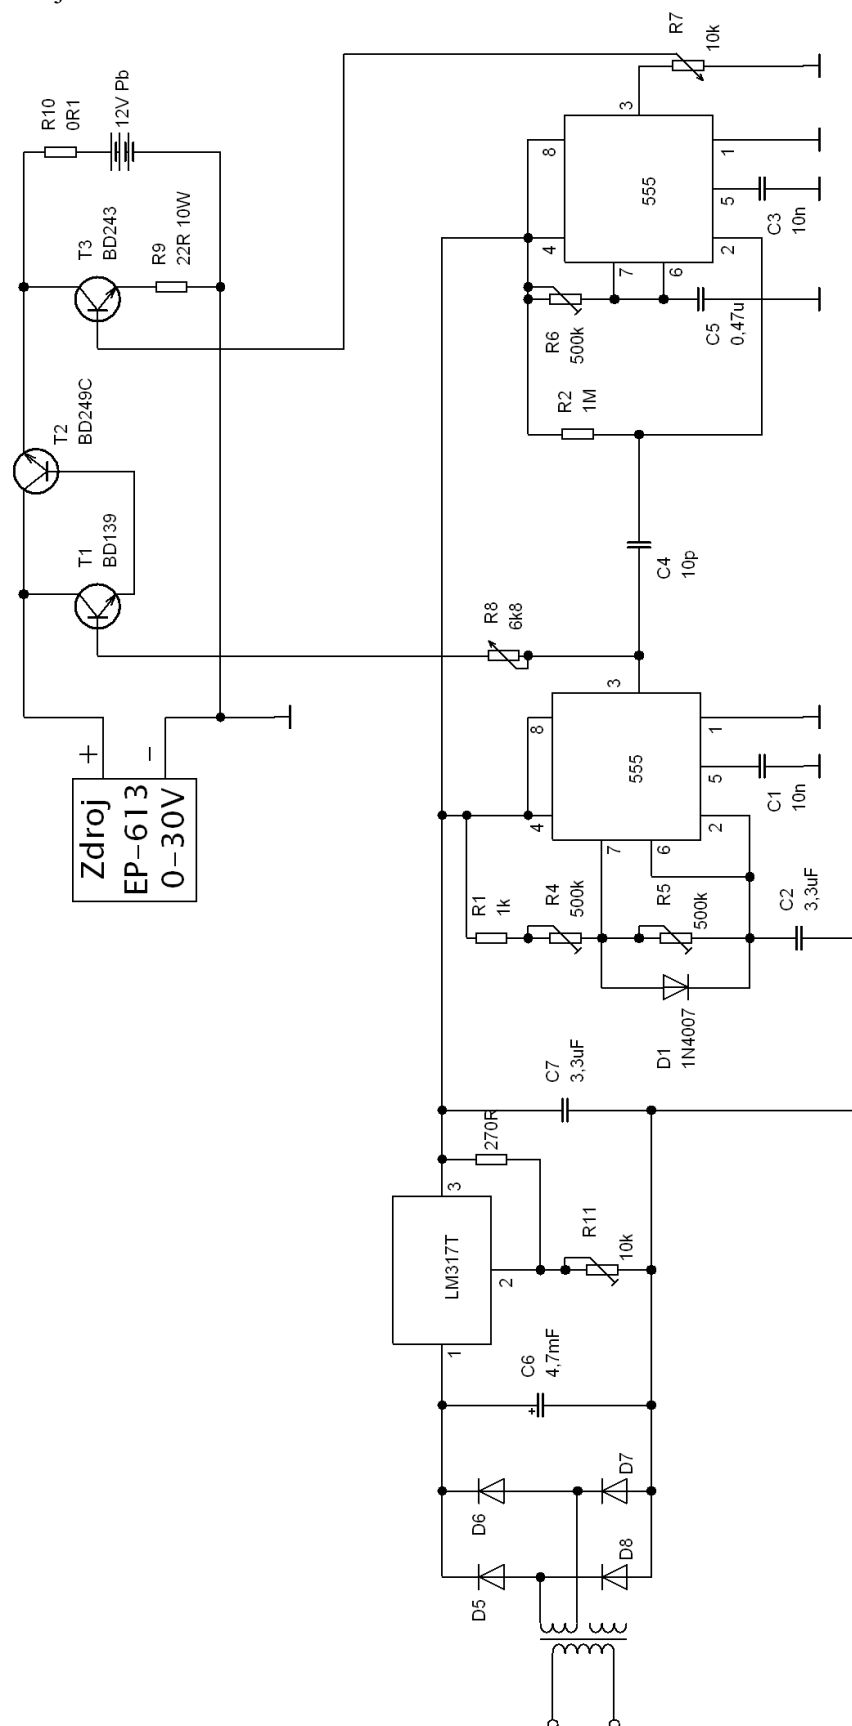 R7
10k
R10
0R1
12V Pb
3
8
1
555
T3
BD243
R9
22R 10W
5
C3
10n
4
2
7
6
R6
500k
C5
0,47u
T2
BD249C
R2
1M
T1
BD139
C4
10p
R8
6k8
3
+
-
8
1
Zdroj
EP-613
0-30V
555
5
C1
10n
4
2
7
6
R1
1k
R4
500k
R5
500k
C2
3,3uF
D1
1N4007
C7
3,3uF
270R
3
LM317T
2
R11
10k
1
C6
4,7mF
+
D6
D7
D5
D8